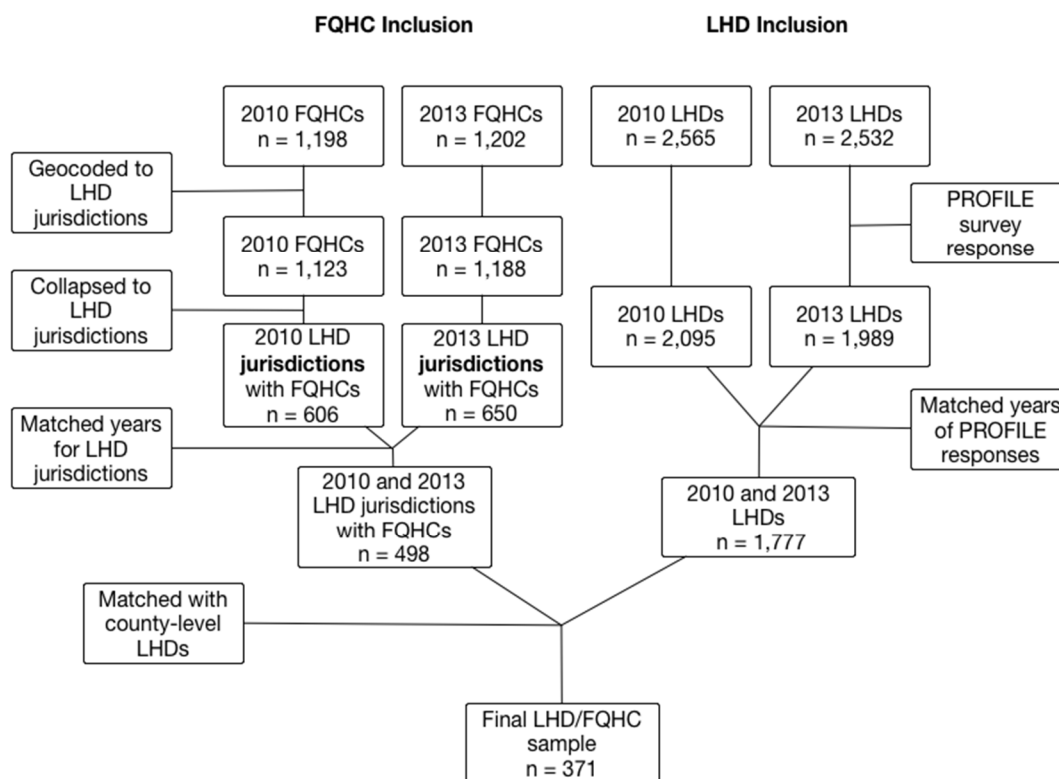 FQHC Inclusion
LHD Inclusion
2010 FQHCs
n = 1,198
2013 FQHCs
n = 1,202
2010 LHDs
n = 2,565
2013 LHDs
n = 2,532
Geocoded to
LHD
jurisdictions
PROFILE
survey
response
2010 FQHCs
n = 1,123
2013 FQHCs
n = 1,188
Collapsed to
LHD
jurisdictions
2010 LHDs
n = 2,095
2013 LHDs
n = 1,989
2010 LHD
jurisdictions
with FQHCs
n = 606
2013 LHD
jurisdictions
with FQHCs
n = 650
Matched years
for LHD
jurisdictions
Matched years
of PROFILE
responses
2010 and 2013
LHD jurisdictions
with FQHCs
n = 498
2010 and 2013
LHDs
n = 1,777
Matched with
county-level
LHDs
Final LHD/FQHC
sample
n = 371